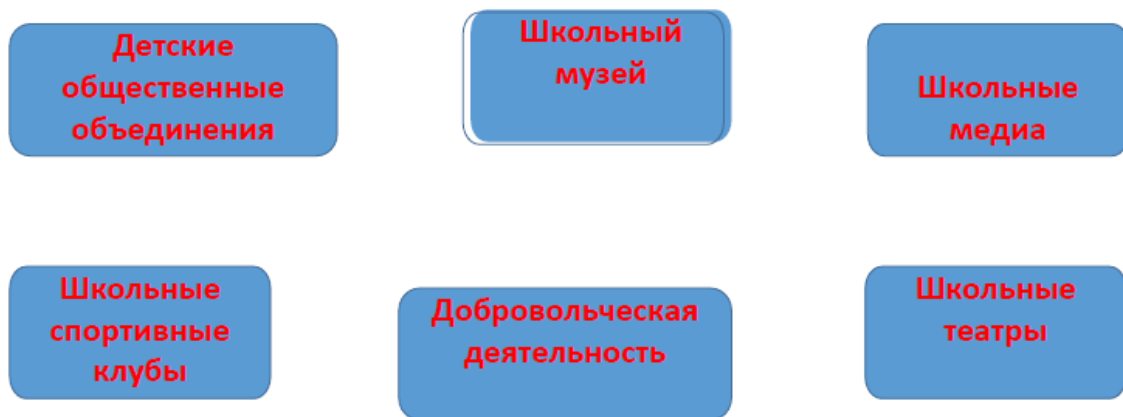 Детские
общественные
объединения
Школьный
музей
Школьные
медиа
Школьные
спортивные
клубы
Добровольческая
деятельность
Школьные
театры